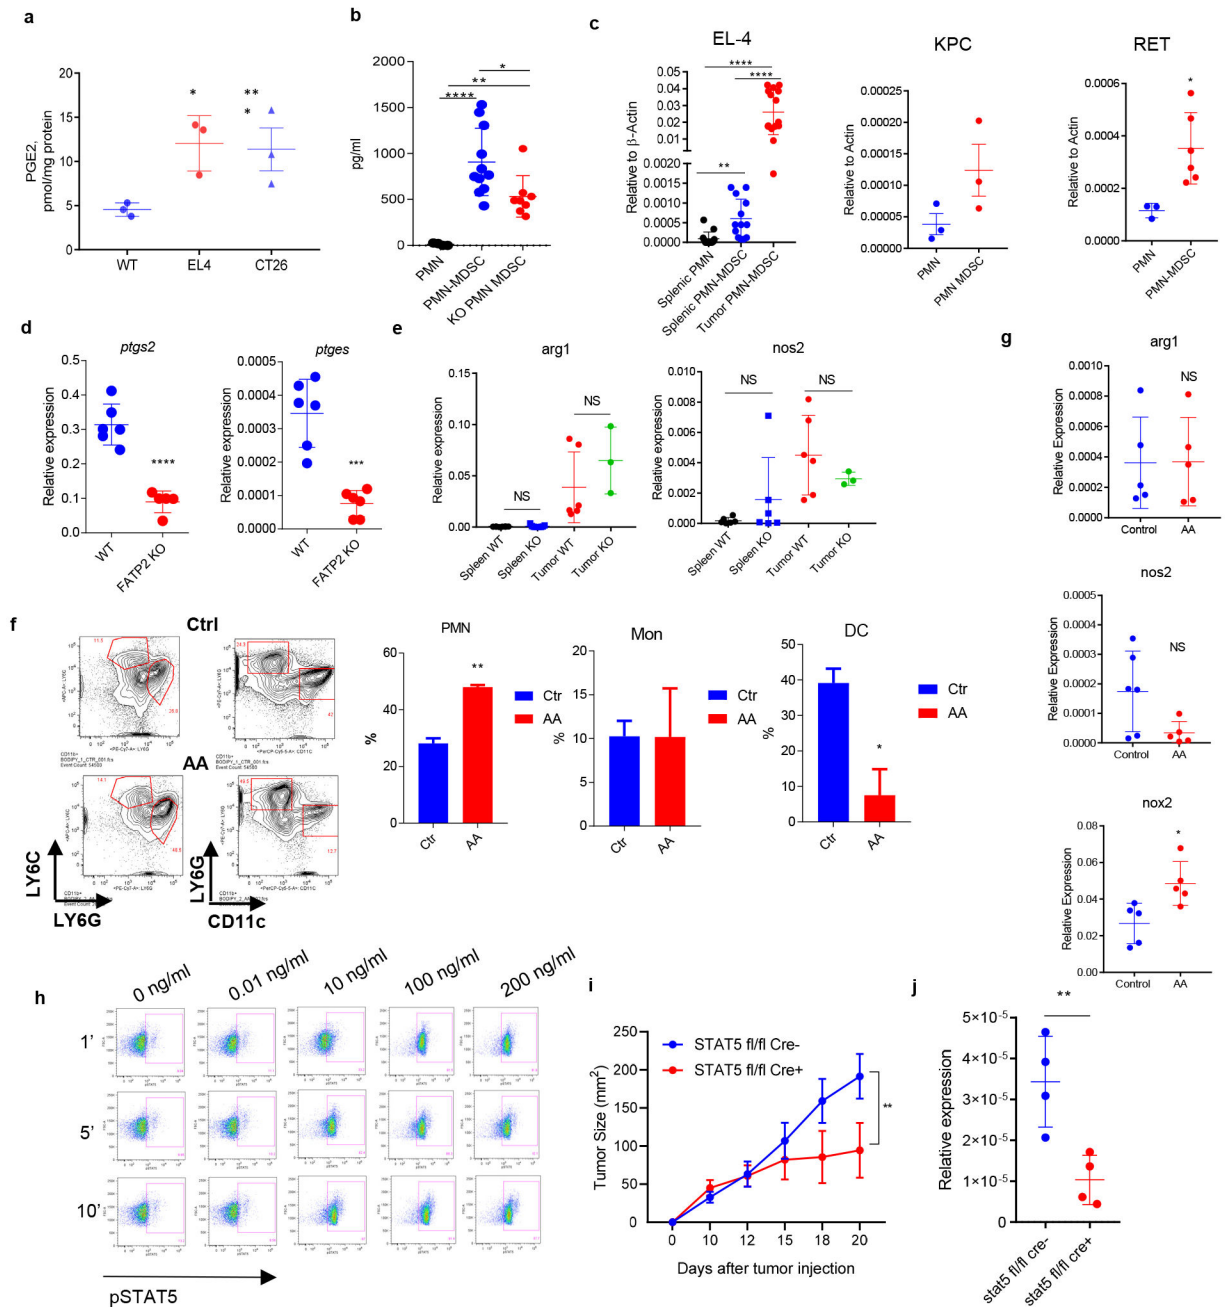 a
20
15
10
5
0
PGE2,
pmol/mg protein
*
**
*
WT
EL4
CT26
b
2000
1500
1000
500
0
pg/ml
*
**
****
PMN
PMN-MDSC
KO PMN MDSC
c
EL-4
****
****
0.05
0.04
0.03
0.02
0.01
0.0020
0.0015
0.0010
0.0005
0.0000
Relative to β-Actin
**
Splenic PMN
Splenic PMN-MDSC
Tumor PMN-MDSC
KPC
0.00025
0.00020
0.00015
0.00010
0.00005
0.00000
Relative to Actin
PMN
PMN MDSC
RET
0.0006
0.0004
0.0002
0.0000
Relative to Actin
*
PMN
PMN-MDSC
d
ptgs2
0.5
0.4
0.3
0.2
0.1
0.0
Relative expression
****
WT
FATP2 KO
ptges
0.0005
0.0004
0.0003
0.0002
0.0001
0.0000
Relative expression
***
WT
FATP2 KO
e
arg1
0.15
0.10
0.05
0.00
Relative expression
NS
NS
Spleen WT
Spleen KO
Tumor WT
Tumor KO
nos2
0.010
0.008
0.006
0.004
0.002
0.000
Relative expression
NS
NS
Spleen WT
Spleen KO
Tumor WT
Tumor KO
g
arg1
0.0010
0.0008
0.0006
0.0004
0.0002
0.0000
Relative Expression
NS
Control
AA
nos2
0.0005
0.0004
0.0003
0.0002
0.0001
0.0000
Relative Expression
NS
Control
AA
nox2
0.08
0.06
0.04
0.02
0.00
Relative Expression
*
Control
AA
f
Ctrl
AA
LY6C
LY6G
LY6G
CD11c
PMN
60
40
20
0
%
**
Ctr
AA
Ctr
AA
Mon
15
10
5
0
%
Ctr
AA
Ctr
AA
DC
40
30
20
10
0
%
*
Ctr
AA
Ctr
AA
h
0 ng/ml
0.01 ng/ml
10 ng/ml
100 ng/ml
200 ng/ml
1’
5’
10’
pSTAT5
i
250
200
150
100
50
0
Tumor Size (mm²)
STAT5 fl/fl Cre-
STAT5 fl/fl Cre+
**
0
10
12
15
18
20
Days after tumor injection
j
**
5×10⁻⁵
4×10⁻⁵
3×10⁻⁵
2×10⁻⁵
1×10⁻⁵
0
Relative expression
stat5 fl/fl cre-
stat5 fl/fl cre+